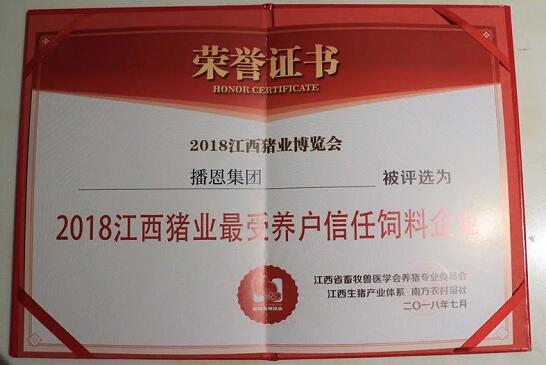 荣誉证书
HONOR CERTIFICATE
2018江西猪业博览会
播恩集团 被评选为
2018江西猪业最受养户信任饲料企业
江西省畜牧兽医学会养猪专业委员会
江西生猪产业体系 南方农村报社
二〇一八年七月